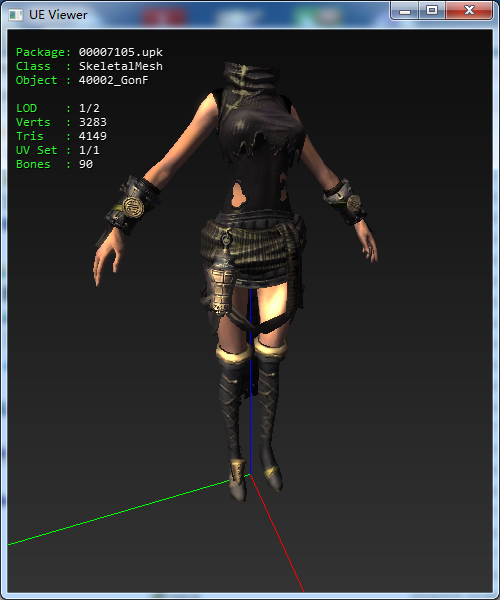 UE Viewer
Package: 00007105.upk
Class : SkeletalMesh
Object : 40002_GonF
LOD : 1/2
Verts : 3283
Tris : 4149
UV Set : 1/1
Bones : 90